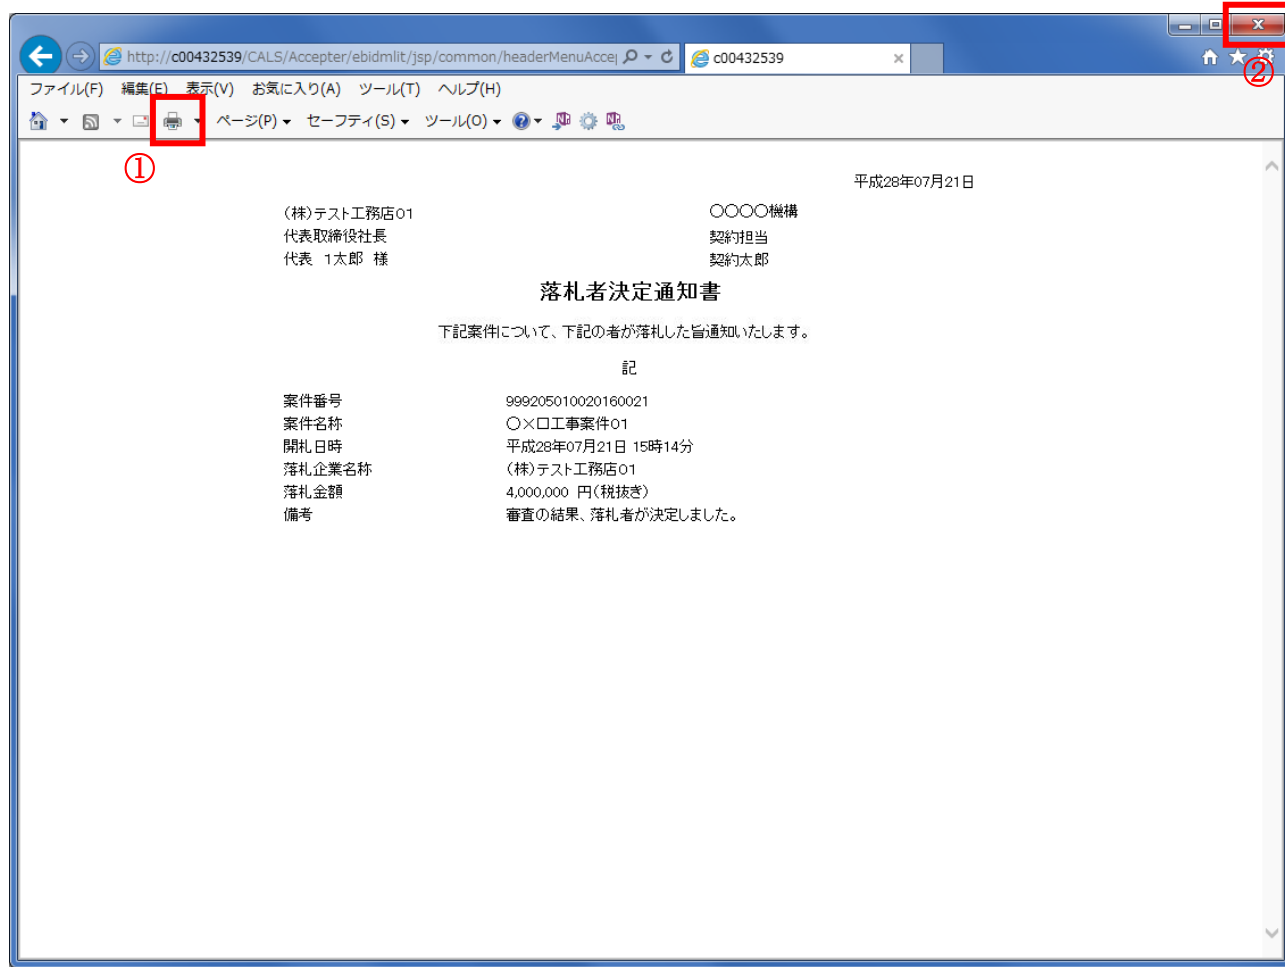 ②
http://c00432539/CALS/Accepter/ebidmlit/jsp/common/headerMenuAccep
c00432539
ファイル(F) 編集(E) 表示(V) お気に入り(A) ツール(T) ヘルプ(H)
ページ(P) セーフティ(S) ツール(O)
①
平成28年07月21日
(株)テスト工務店01 〇〇〇〇機構
代表取締役社長 契約担当
代表 1太郎 様 契約太郎
落札者決定通知書
下記案件について、下記の者が落札した旨通知いたします。
記
案件番号 999205010020160021
案件名称 〇×口工事案件01
開札日時 平成28年07月21日 15時14分
落札企業名称 (株)テスト工務店01
落札金額 4,000,000 円(税抜き)
備考 審査の結果、落札者が決定しました。